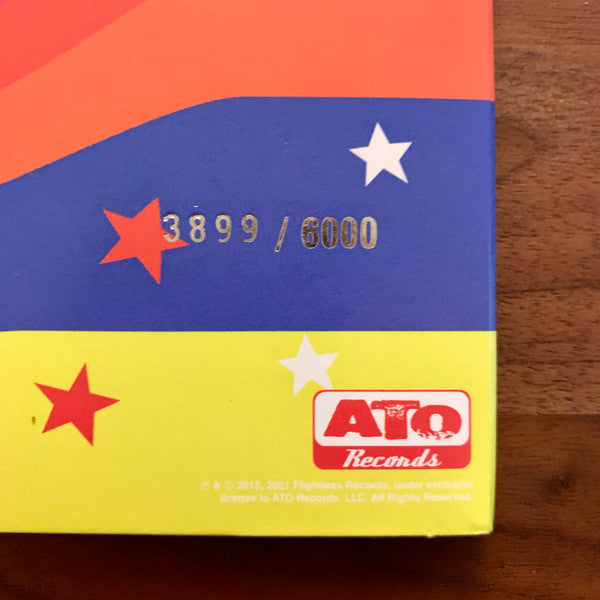 3899 / 6000
ATO
Records
℗ & © 2015, 2021 Flightless Records, under exclusive
license to ATO Records, LLC. All Rights Reserved.